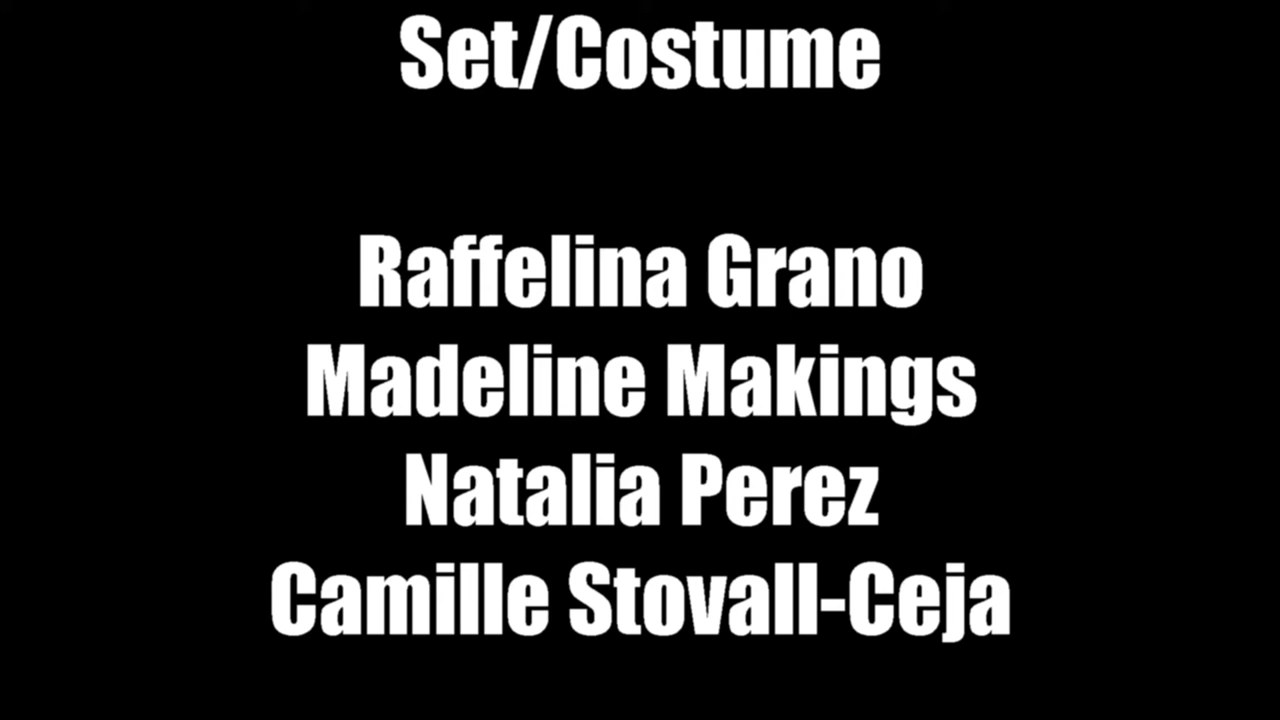 Set/Costume
Raffelina Grano
Madeline Makings
Natalia Perez
Camille Stovall-Ceja